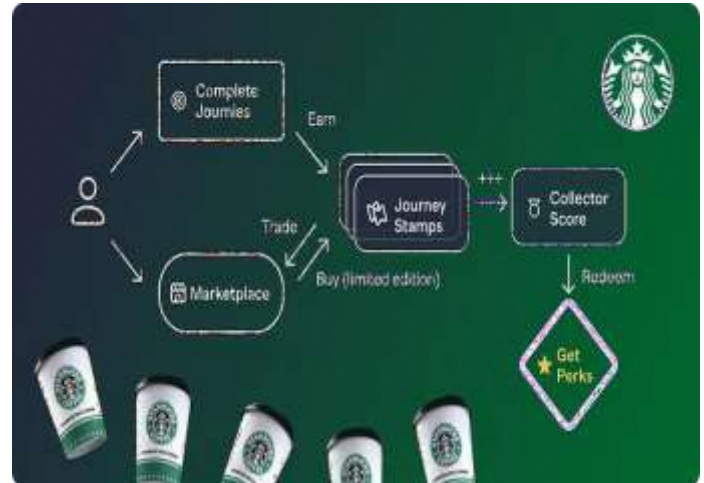 Complete
Journies
Earn
Journey
Stamps
+++
Collector
Score
Trade
Buy (limited edition)
Marketplace
Redeem
Get
Perks